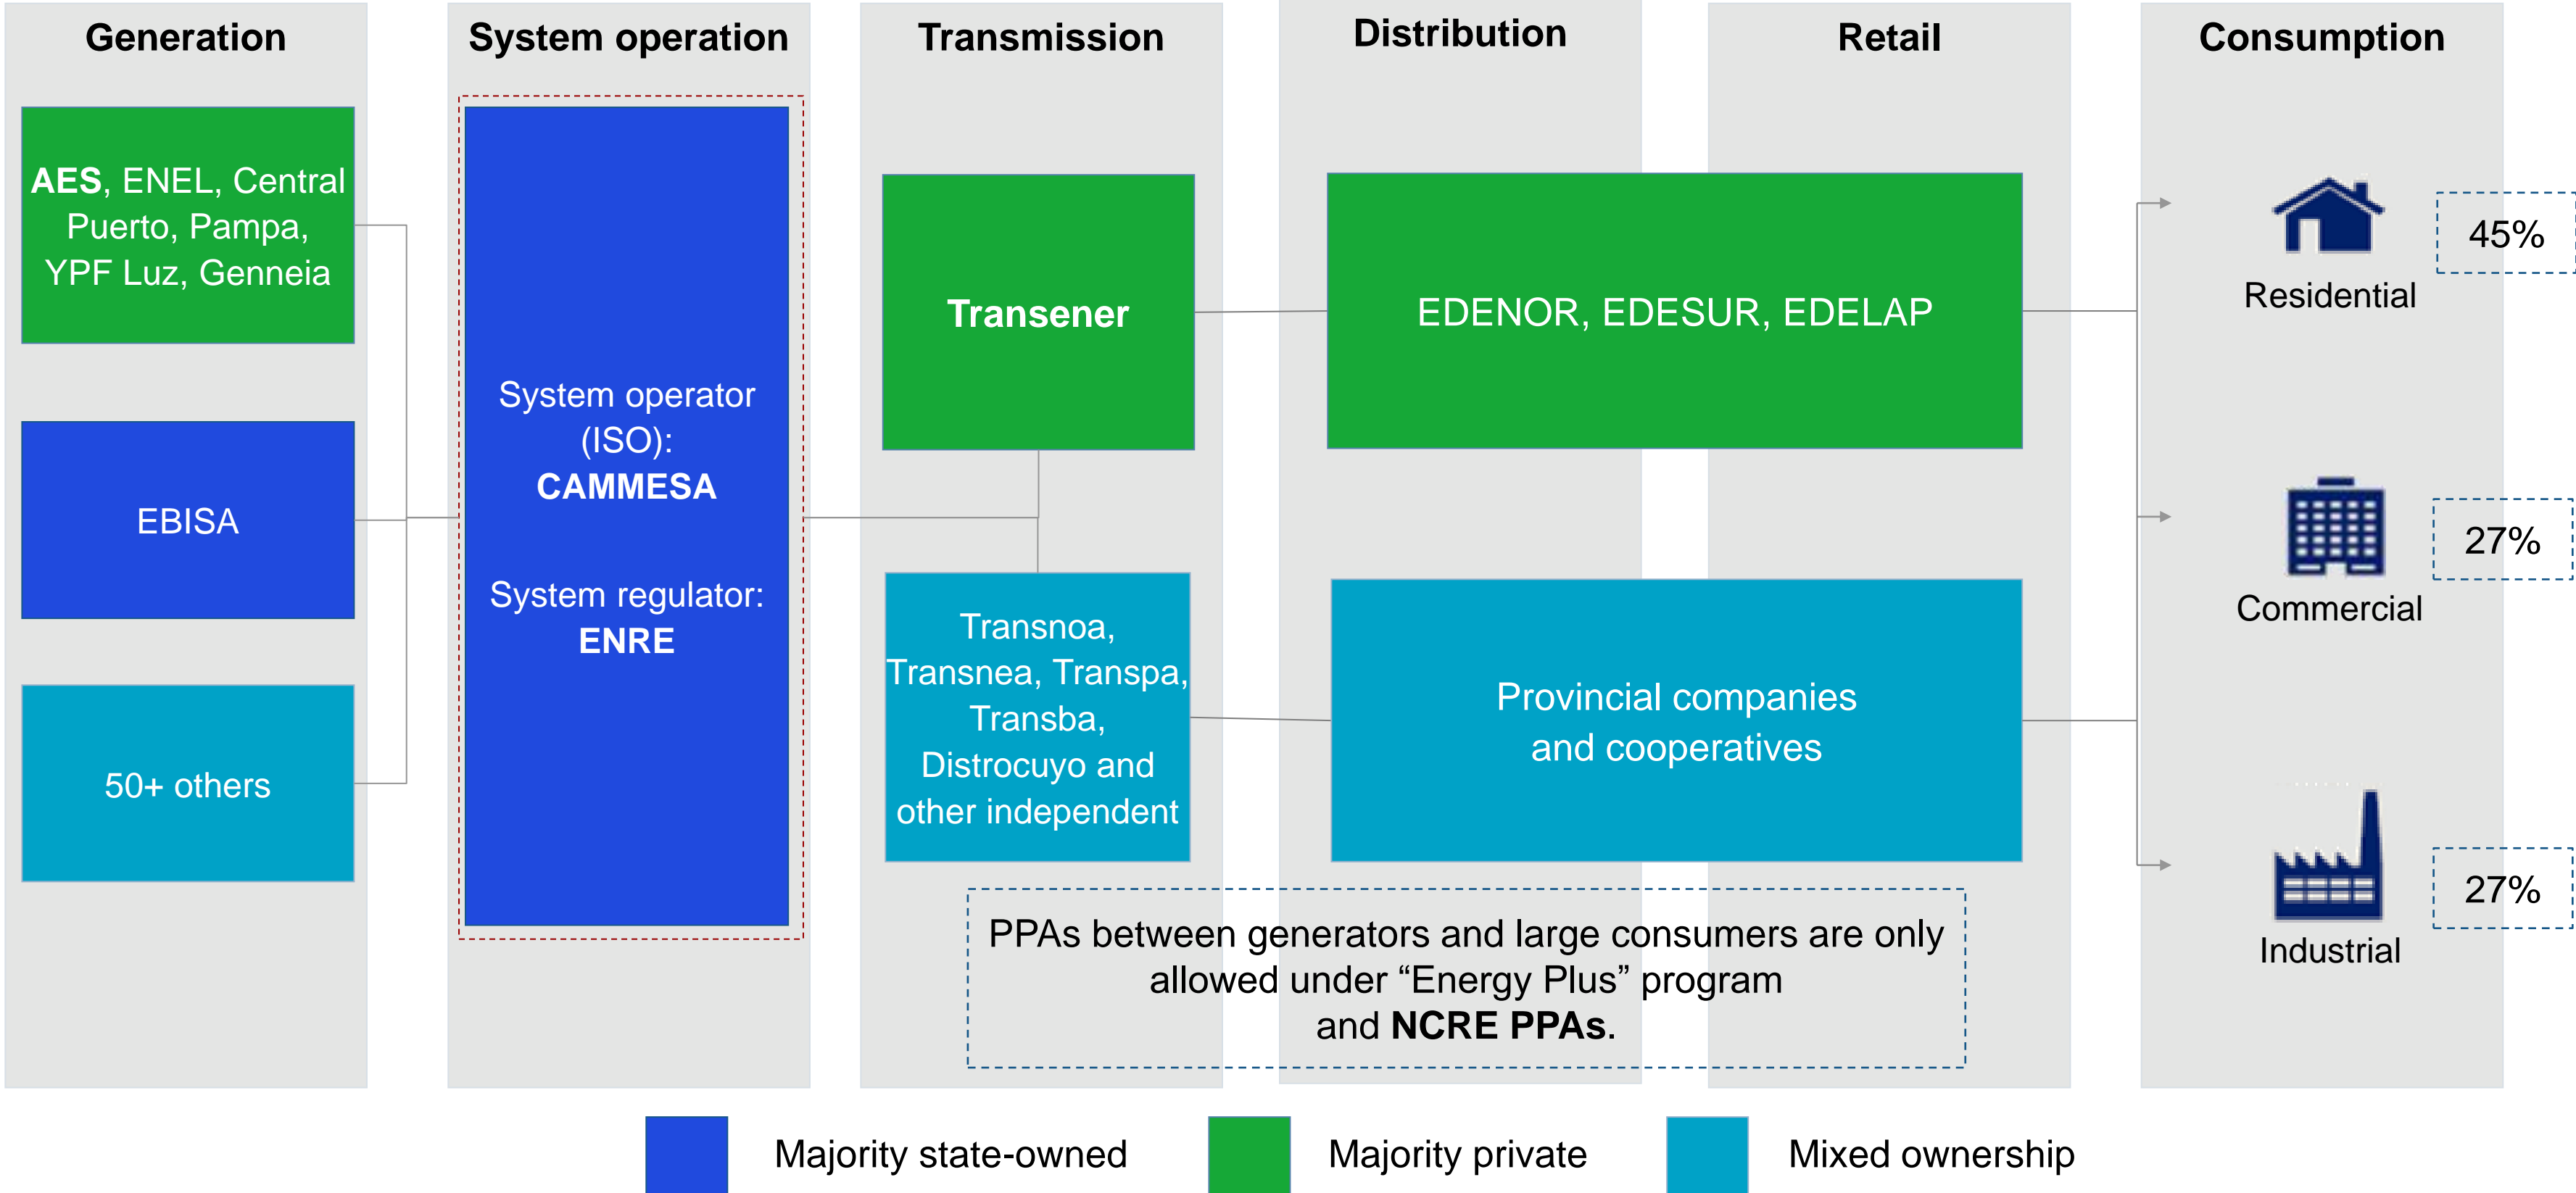 Generation
System operation
Transmission
Distribution
Retail
Consumption
AES, ENEL, Central
Puerto, Pampa,
YPF Luz, Genneia
EBISA
50+ others
System operator
(ISO):
CAMMESA
System regulator:
ENRE
Transener
Transnoa,
Transnea, Transpa,
Transba,
Distrocuyo and
other independent
EDENOR, EDESUR, EDELAP
Provincial companies
and cooperatives
PPAs between generators and large consumers are only
allowed under “Energy Plus” program
and NCRE PPAs.
Residential
45%
Commercial
27%
Industrial
27%
Majority state-owned
Majority private
Mixed ownership